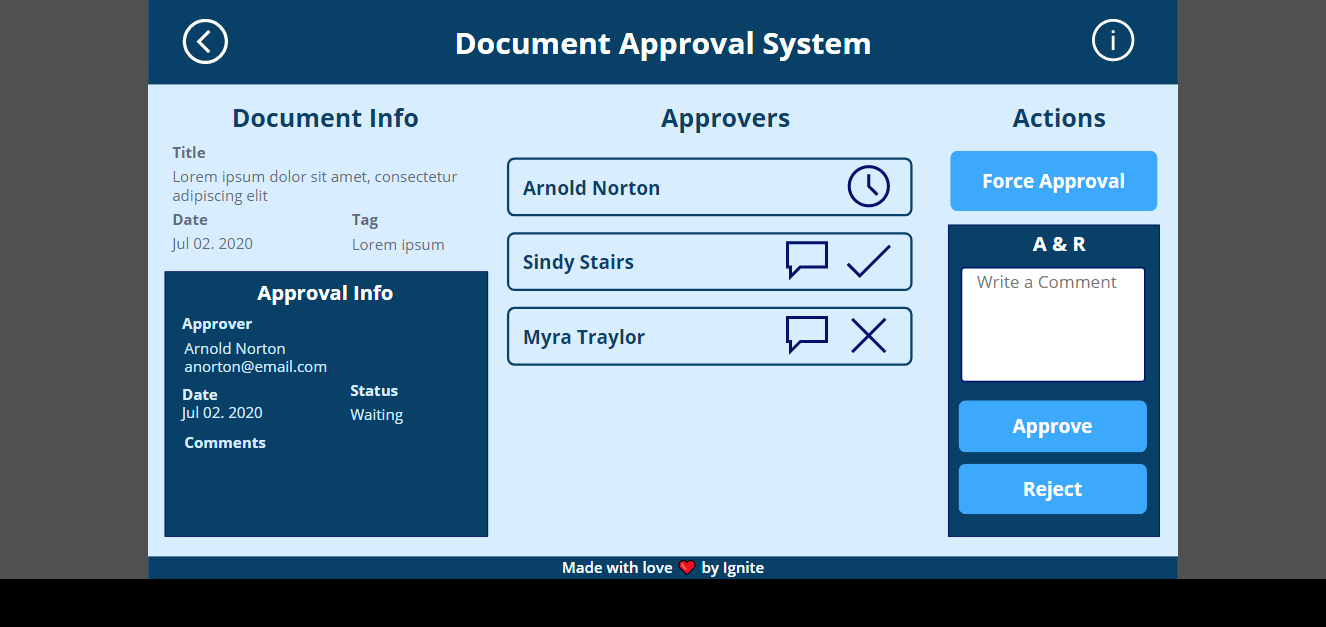 Document Approval System
Document Info
Title
Lorem ipsum dolor sit amet, consectetur
adipiscing elit
Date
Tag
Jul 02. 2020
Lorem ipsum
Approval Info
Approver
Arnold Norton
anorton@email.com
Date
Status
Jul 02. 2020
Waiting
Comments
Approvers
Arnold Norton
Sindy Stairs
Myra Traylor
Actions
Force Approval
A & R
Write a Comment
Approve
Reject
Made with love ❤ by Ignite